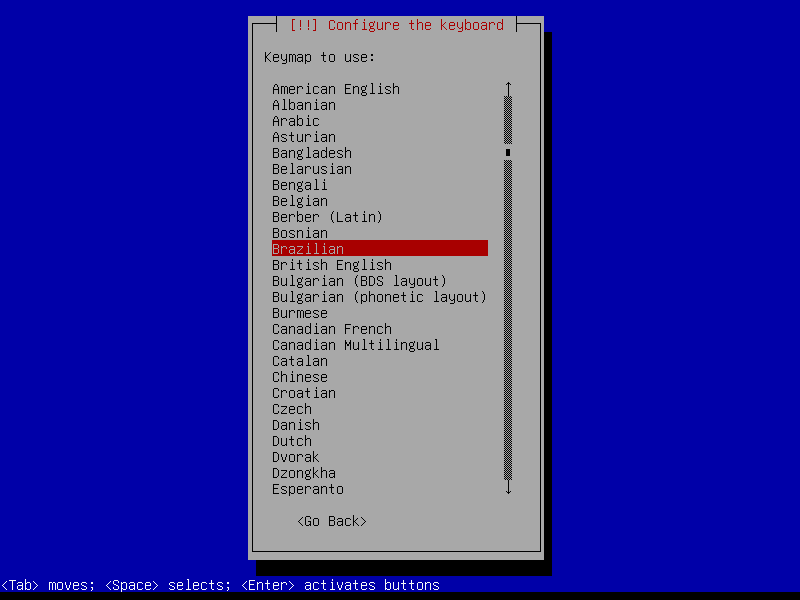 [!!] Configure the keyboard
Keymap to use:
American English
Albanian
Arabic
Asturian
Bangladesh
Belarusian
Bengali
Belgian
Berber (Latin)
Bosnian
Brazilian
British English
Bulgarian (BDS layout)
Bulgarian (phonetic layout)
Burmese
Canadian French
Canadian Multilingual
Catalan
Chinese
Croatian
Czech
Danish
Dutch
Dvorak
Dzongkha
Esperanto
<Go Back>
<Tab> moves; <Space> selects; <Enter> activates buttons